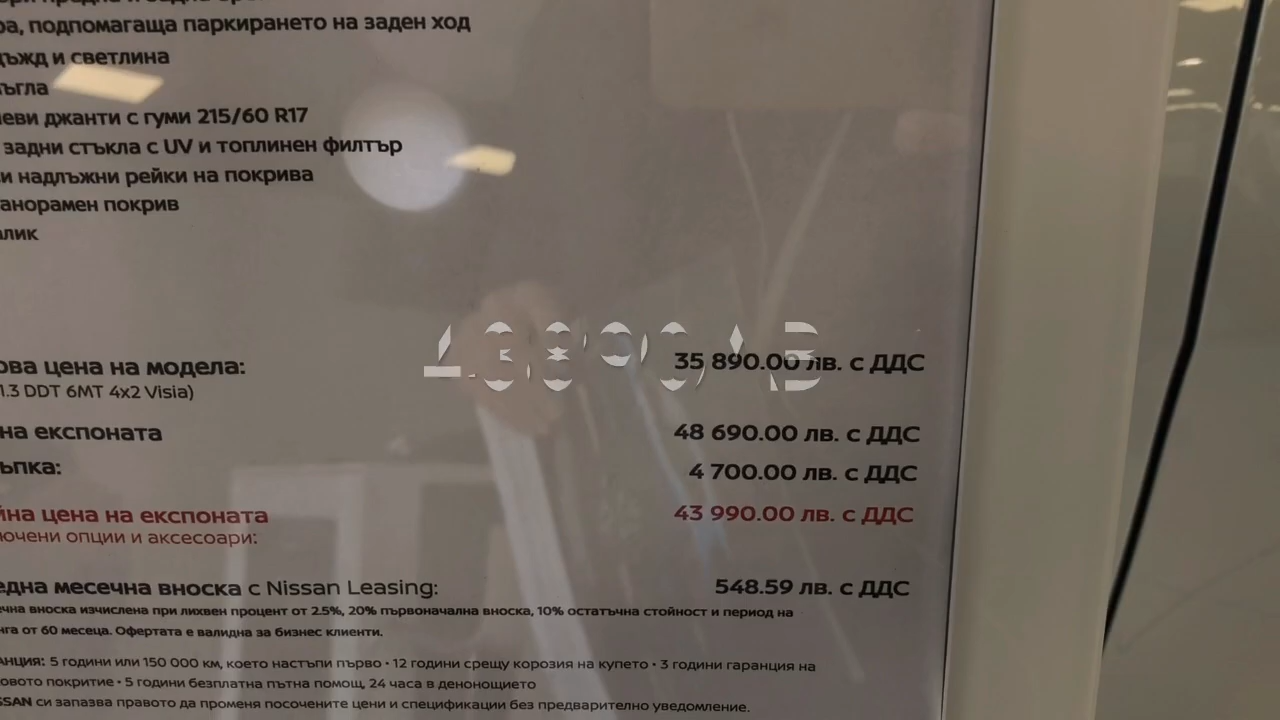 ра, подпомагаща паркирането на заден ход
дъжд и светлина
мъгла
леви джанти с гуми 215/60 R17
задни стъкла с UV и топлинен филтър
и надлъжни рейки на покрива
анорамен покрив
алик
ова цена на модела: 35 890.00 лв. с ДДС
1.3 DDT 6MT 4x2 Visia)
на експоната 48 690.00 лв. с ДДС
ъпка: 4 700.00 лв. с ДДС
йна цена на експоната 43 990.00 лв. с ДДС
ючени опции и аксесоари:
една месечна вноска с Nissan Leasing: 548.59 лв. с ДДС
ечна вноска изчислена при лихвен процент от 2.5%, 20% първоначална вноска, 10% остатъчна стойност и период на
нга от 60 месеца. Офертата е валидна за бизнес клиенти.
АНЦИЯ: 5 години или 150 000 км, което настъпи първо • 12 години срещу корозия на купето • 3 години гаранция на
овото покритие • 5 години безплатна пътна помощ, 24 часа в денонощието
SSAN си запазва правото да променя посочените цени и спецификации без предварително уведомление.